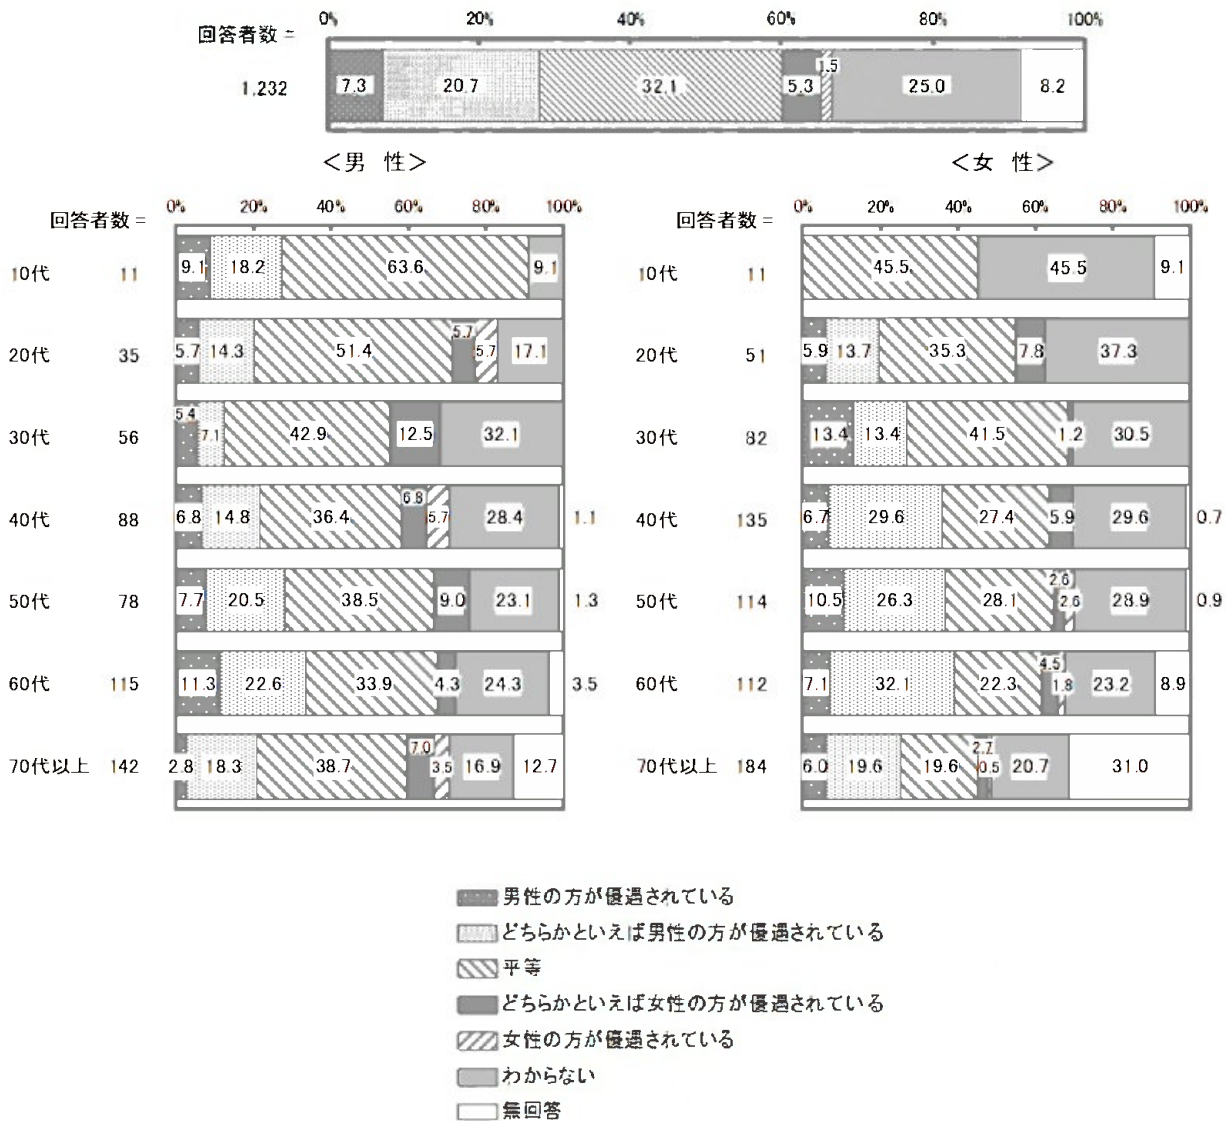 0% 20% 40% 60% 80% 100%
回答者数 =
1,232 7.3 20.7 32.1 5.3 1.5 25.0 8.2
＜男 性＞
回答者数 = 0% 20% 40% 60% 80% 100%
10代 11 9.1 18.2 63.6 9.1
20代 35 5.7 14.3 51.4 5.7 5.7 17.1
30代 56 5.4 7.1 42.9 12.5 32.1
40代 88 6.8 14.8 36.4 6.8 5.7 28.4 1.1
50代 78 7.7 20.5 38.5 9.0 23.1 1.3
60代 115 11.3 22.6 33.9 4.3 24.3 3.5
70代以上 142 2.8 18.3 38.7 7.0 3.5 16.9 12.7
＜女 性＞
回答者数 = 0% 20% 40% 60% 80% 100%
10代 11 45.5 45.5 9.1
20代 51 5.9 13.7 35.3 7.8 37.3
30代 82 13.4 13.4 41.5 1.2 30.5
40代 135 6.7 29.6 27.4 5.9 29.6 0.7
50代 114 10.5 26.3 28.1 2.6 2.6 28.9 0.9
60代 112 7.1 32.1 22.3 4.5 1.8 23.2 8.9
70代以上 184 6.0 19.6 19.6 2.7 0.5 20.7 31.0
男性の方が優遇されている
どちらかといえば男性の方が優遇されている
平等
どちらかといえば女性の方が優遇されている
女性の方が優遇されている
わからない
無回答